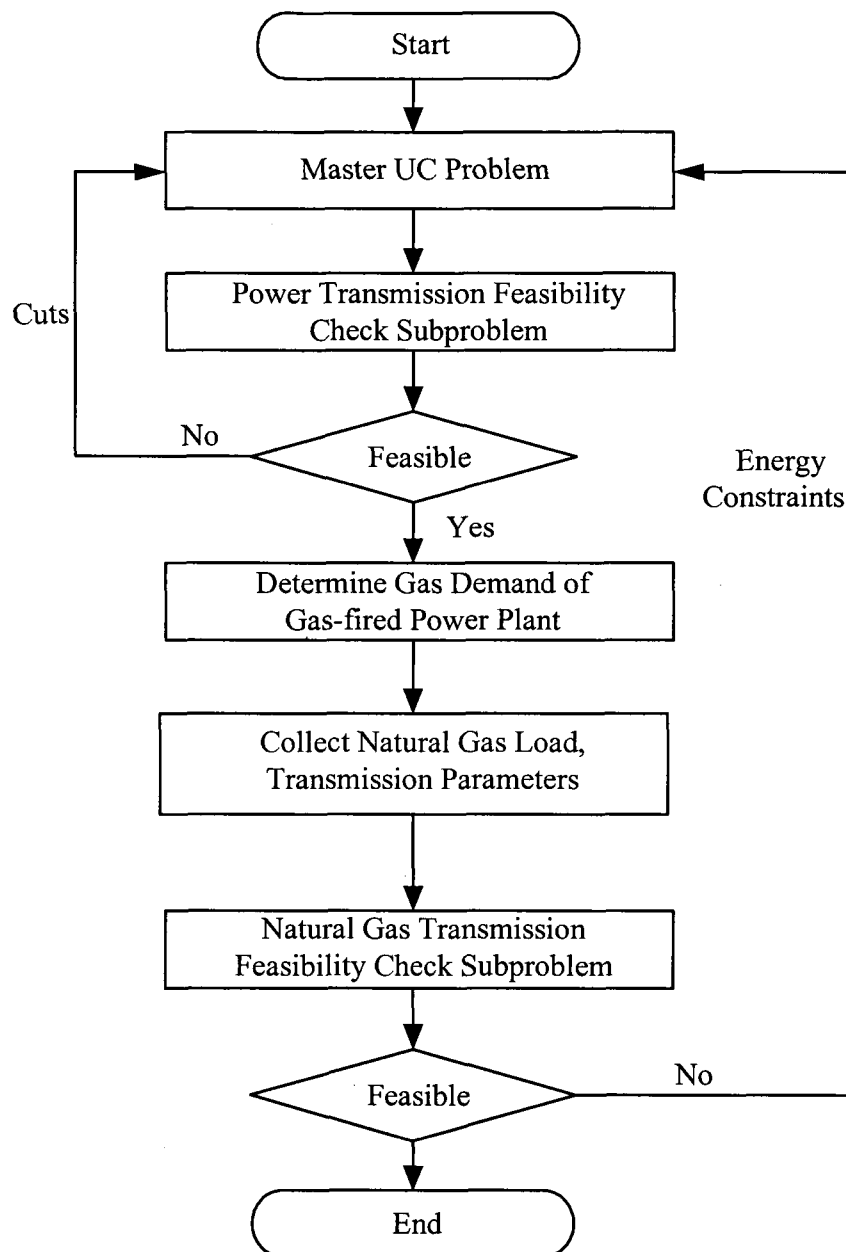 Start
Master UC Problem
Power Transmission Feasibility
Check Subproblem
Cuts
No
Feasible
Energy
Constraints
Yes
Determine Gas Demand of
Gas-fired Power Plant
Collect Natural Gas Load,
Transmission Parameters
Natural Gas Transmission
Feasibility Check Subproblem
Feasible
No
End